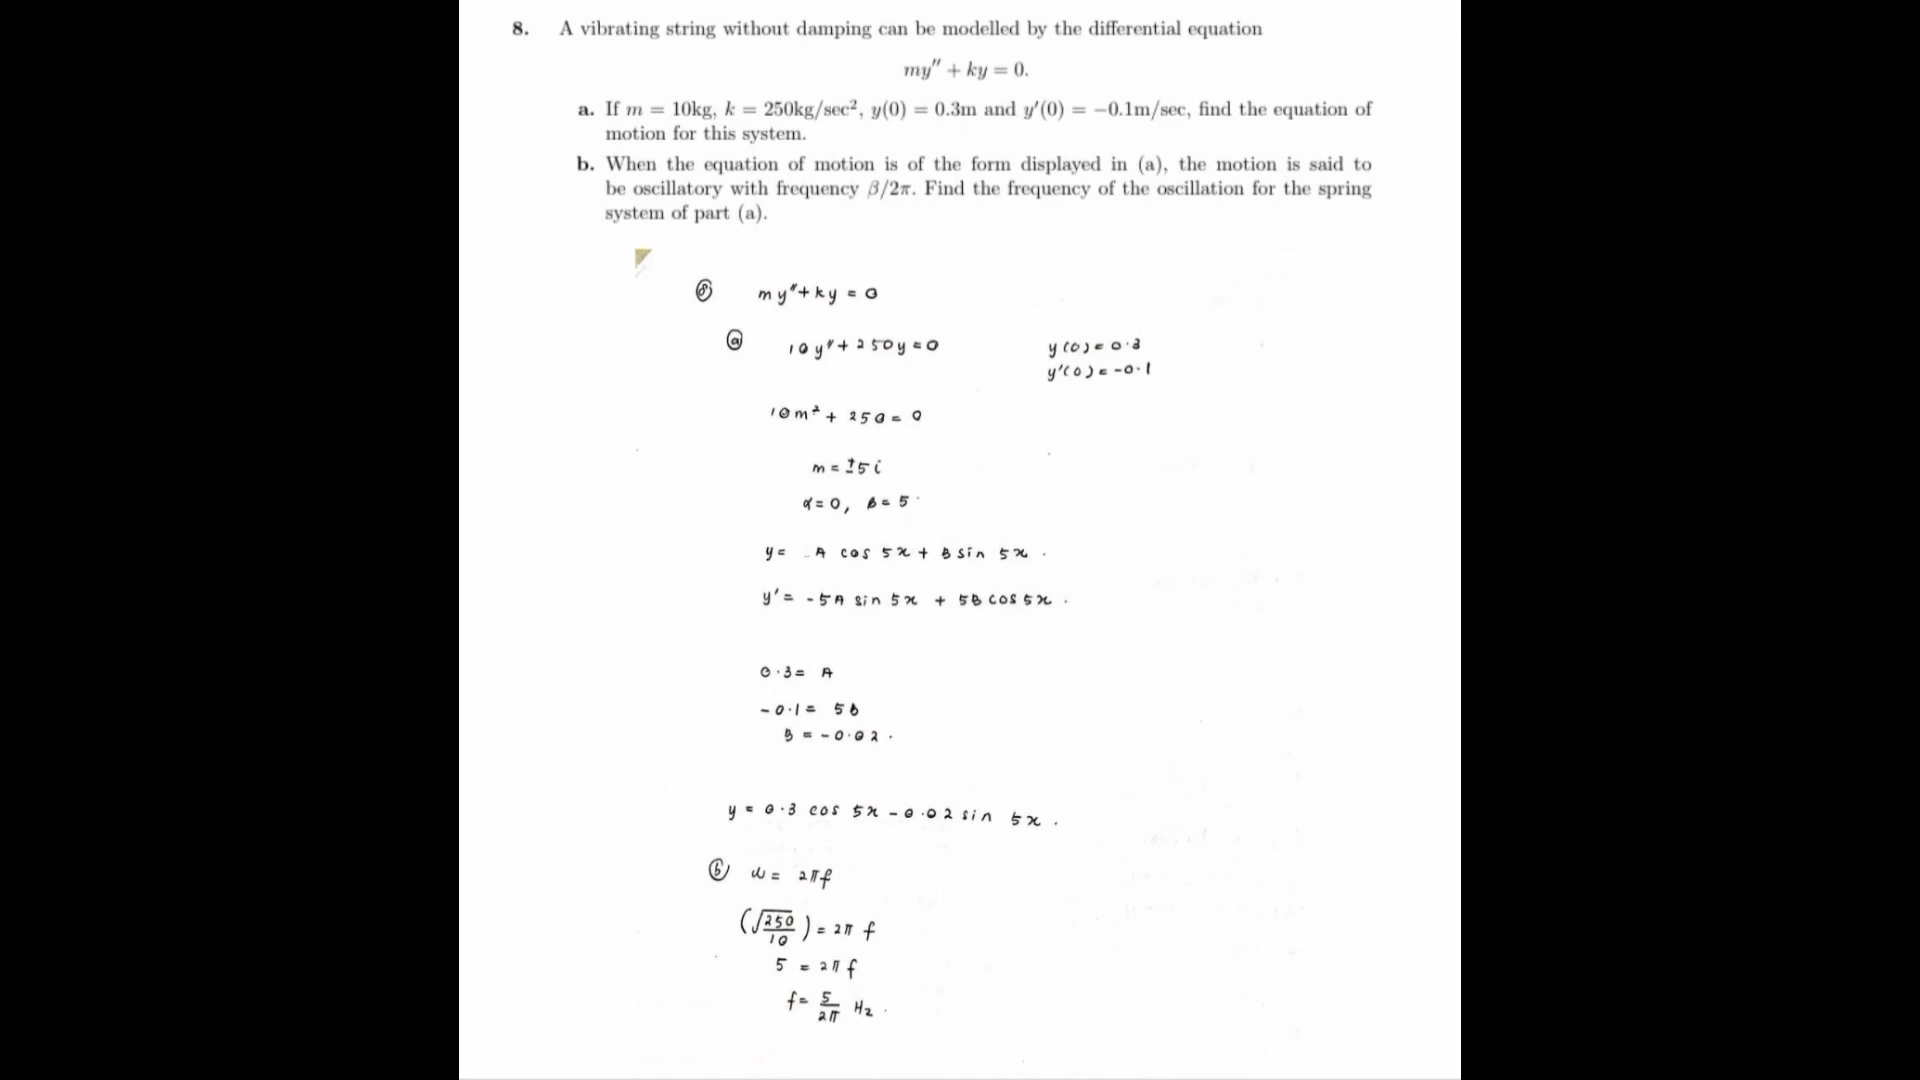 8. A vibrating string without damping can be modelled by the differential equation
my″ + ky = 0.
a. If m = 10kg, k = 250kg/sec², y(0) = 0.3m and y′(0) = −0.1m/sec, find the equation of
motion for this system.
b. When the equation of motion is of the form displayed in (a), the motion is said to
be oscillatory with frequency β/2π. Find the frequency of the oscillation for the spring
system of part (a).
⑧ my″+ky = 0
ⓐ 10y″+250y=0 y(0)=0.3
y′(0)=-0.1
10m² + 250 = 0
m = ±5i
α=0, β=5
y = A cos 5x + B sin 5x.
y′= -5A sin 5x + 5B cos 5x.
0.3= A
-0.1= 5B
B = -0.02.
y = 0.3 cos 5x - 0.02 sin 5x.
ⓑ ω = 2πf
(√250/10) = 2π f
5 = 2π f
f = 5/2π Hz.